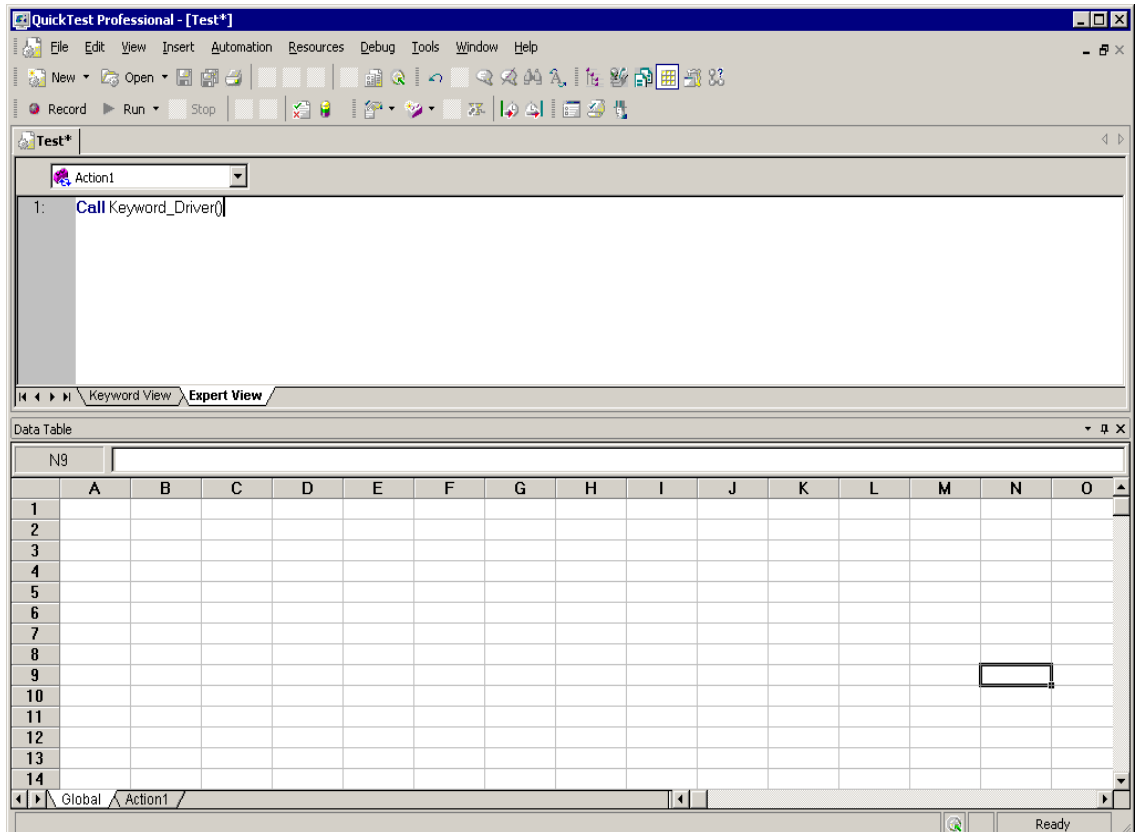 QuickTest Professional - [Test*]
File Edit View Insert Automation Resources Debug Tools Window Help
New Open
Record Run Stop
Test*
Action1
1: Call Keyword_Driver()
Keyword View Expert View
Data Table
N9
A B C D E F G H I J K L M N O
1
2
3
4
5
6
7
8
9
10
11
12
13
14
Global Action1
Ready